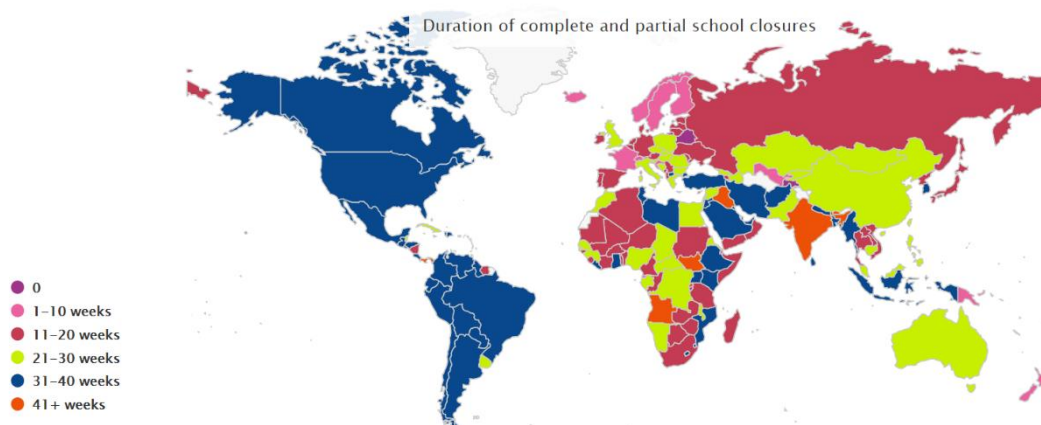 Duration of complete and partial school closures
0
1–10 weeks
11–20 weeks
21–30 weeks
31–40 weeks
41+ weeks